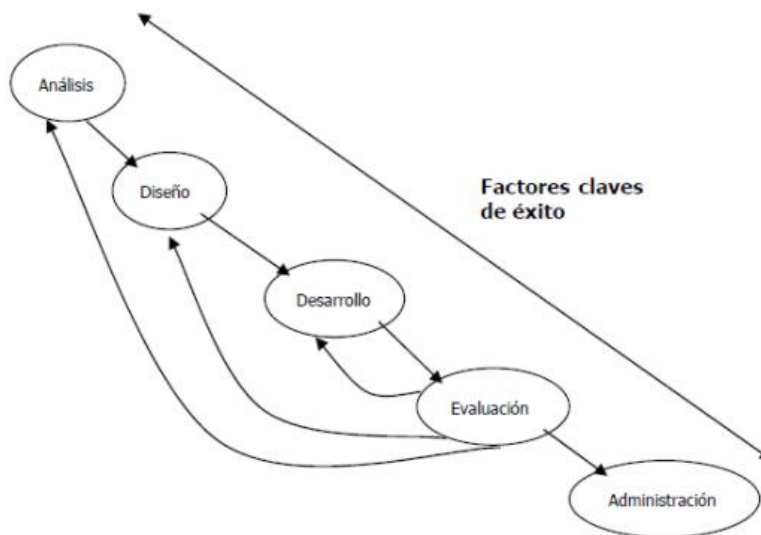 Análisis
Diseño
Factores claves
de éxito
Desarrollo
Evaluación
Administración